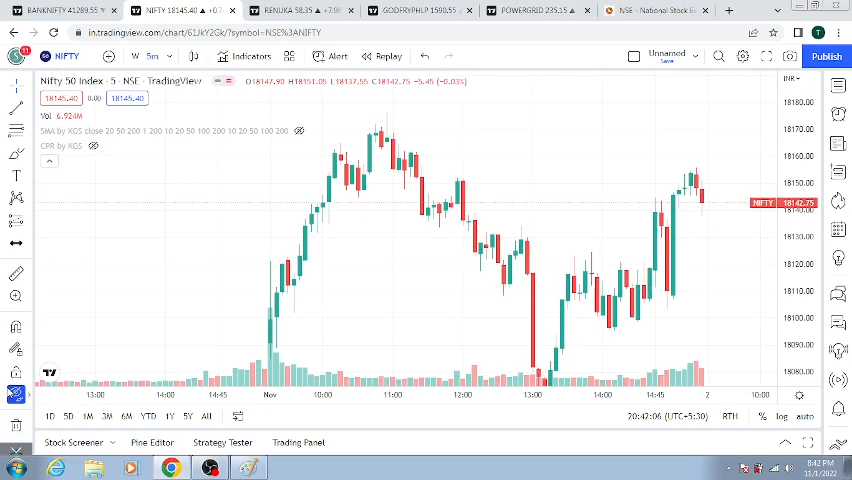 BANKNIFTY 41289.55
NIFTY 18145.40
RENUKA 58.35 +7.9
GODFRYPHLP 1590.55
POWERGRID 235.15
NSE - National Stock Ex
in.tradingview.com/chart/61JkY2Gk/?symbol=NSE%3ANIFTY
11
NIFTY
W 5m
Indicators
Alert
Replay
Unnamed
Save
Publish
Nifty 50 Index · 5 · NSE · TradingView
O18147.90 H18151.05 L18137.55 C18142.75 -5.45 (-0.03%)
INR
18145.40 0.00 18145.40
Vol 6.924M
SMA by KGS close 20 50 200 1 200 10 20 50 100 200 10 20 50 100 200
CPR by KGS
18180.00
18170.00
18160.00
18150.00
NIFTY 18142.75
18140.00
18130.00
18120.00
18110.00
18100.00
18090.00
18080.00
13:00 14:00 14:45 Nov 10:00 11:00 12:00 13:00 14:00 14:45 2 10:00
1D 5D 1M 3M 6M YTD 1Y 5Y All
20:42:06 (UTC+5:30) RTH % log auto
Stock Screener Pine Editor Strategy Tester Trading Panel
8:42 PM
11/1/2022